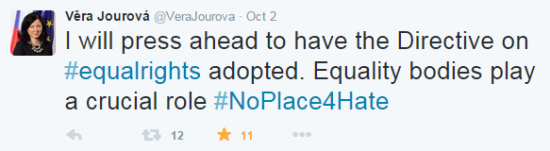 Věra Jourová @VeraJourova · Oct 2
I will press ahead to have the Directive on
#equalrights adopted. Equality bodies play
a crucial role #NoPlace4Hate
12 11